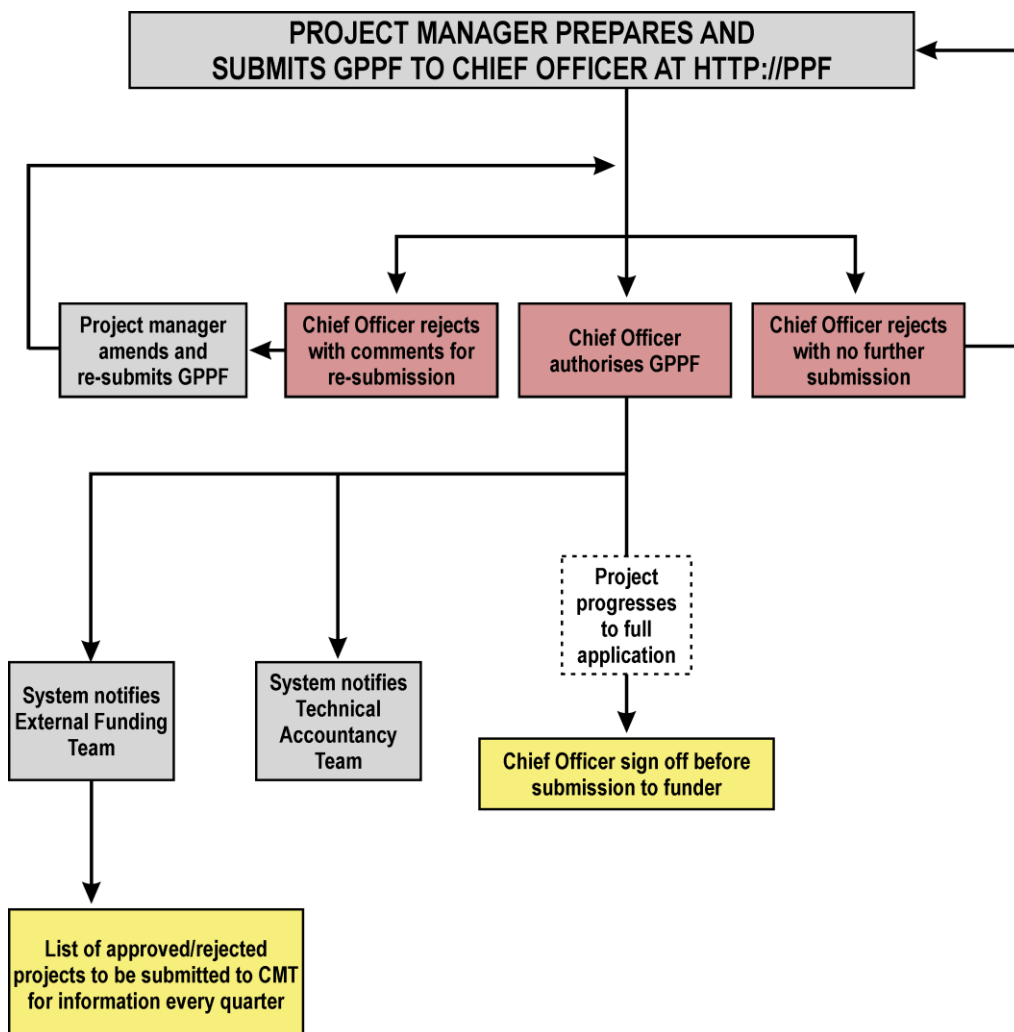 PROJECT MANAGER PREPARES AND
SUBMITS GPPF TO CHIEF OFFICER AT HTTP://PPF
Project manager
amends and
re-submits GPPF
Chief Officer rejects
with comments for
re-submission
Chief Officer
authorises GPPF
Chief Officer rejects
with no further
submission
Project
progresses
to full
application
System notifies
External Funding
Team
System notifies
Technical
Accountancy
Team
Chief Officer sign off before
submission to funder
List of approved/rejected
projects to be submitted to CMT
for information every quarter